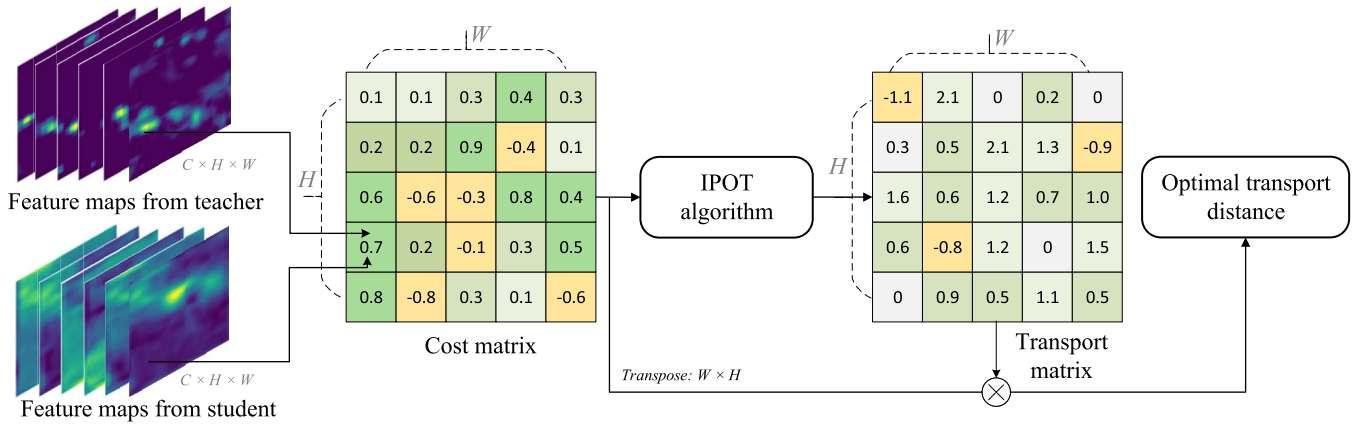 C × H × W
Feature maps from teacher
C × H × W
Feature maps from student
W
H
0.1 0.1 0.3 0.4 0.3
0.2 0.2 0.9 -0.4 0.1
0.6 -0.6 -0.3 0.8 0.4
0.7 0.2 -0.1 0.3 0.5
0.8 -0.8 0.3 0.1 -0.6
Cost matrix
IPOT
algorithm
Transpose: W × H
W
H
-1.1 2.1 0 0.2 0
0.3 0.5 2.1 1.3 -0.9
1.6 0.6 1.2 0.7 1.0
0.6 -0.8 1.2 0 1.5
0 0.9 0.5 1.1 0.5
Transport
matrix
Optimal transport
distance